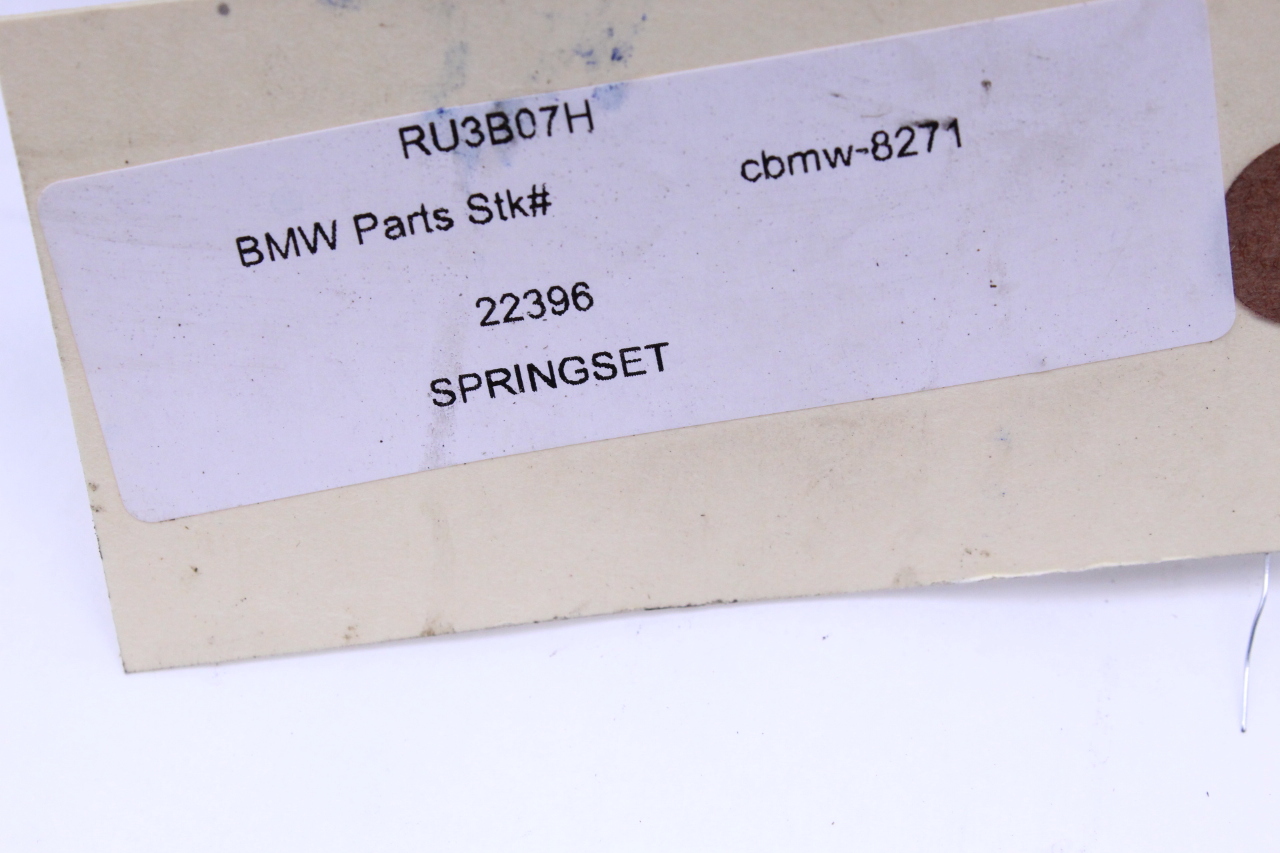 RU3B07H
cbmw-8271
BMW Parts Stk#
22396
SPRINGSET